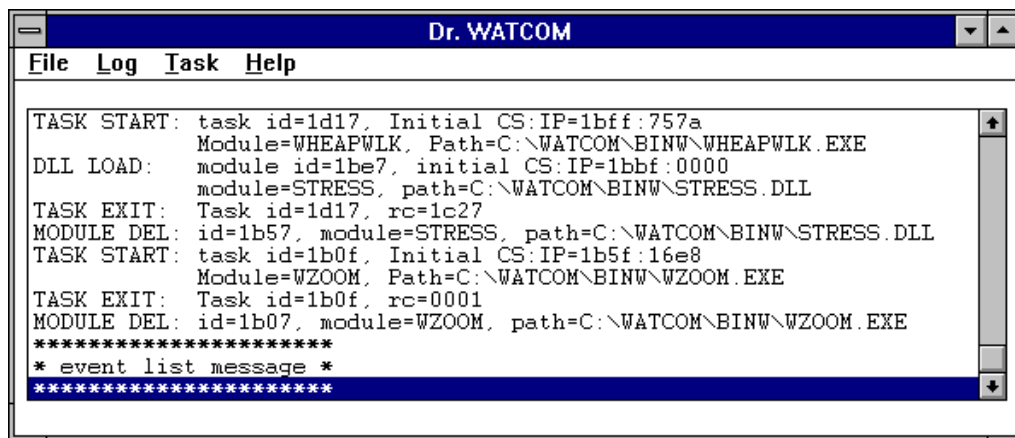 Dr. WATCOM
File Log Task Help
TASK START: task id=1d17, Initial CS:IP=1bff:757a
Module=WHEAPWLK, Path=C:\WATCOM\BINW\WHEAPWLK.EXE
DLL LOAD: module id=1be7, initial CS:IP=1bbf:0000
module=STRESS, path=C:\WATCOM\BINW\STRESS.DLL
TASK EXIT: Task id=1d17, rc=1c27
MODULE DEL: id=1b57, module=STRESS, path=C:\WATCOM\BINW\STRESS.DLL
TASK START: task id=1b0f, Initial CS:IP=1b5f:16e8
Module=WZOOM, Path=C:\WATCOM\BINW\WZOOM.EXE
TASK EXIT: Task id=1b0f, rc=0001
MODULE DEL: id=1b07, module=WZOOM, path=C:\WATCOM\BINW\WZOOM.EXE
**********************
* event list message *
**********************